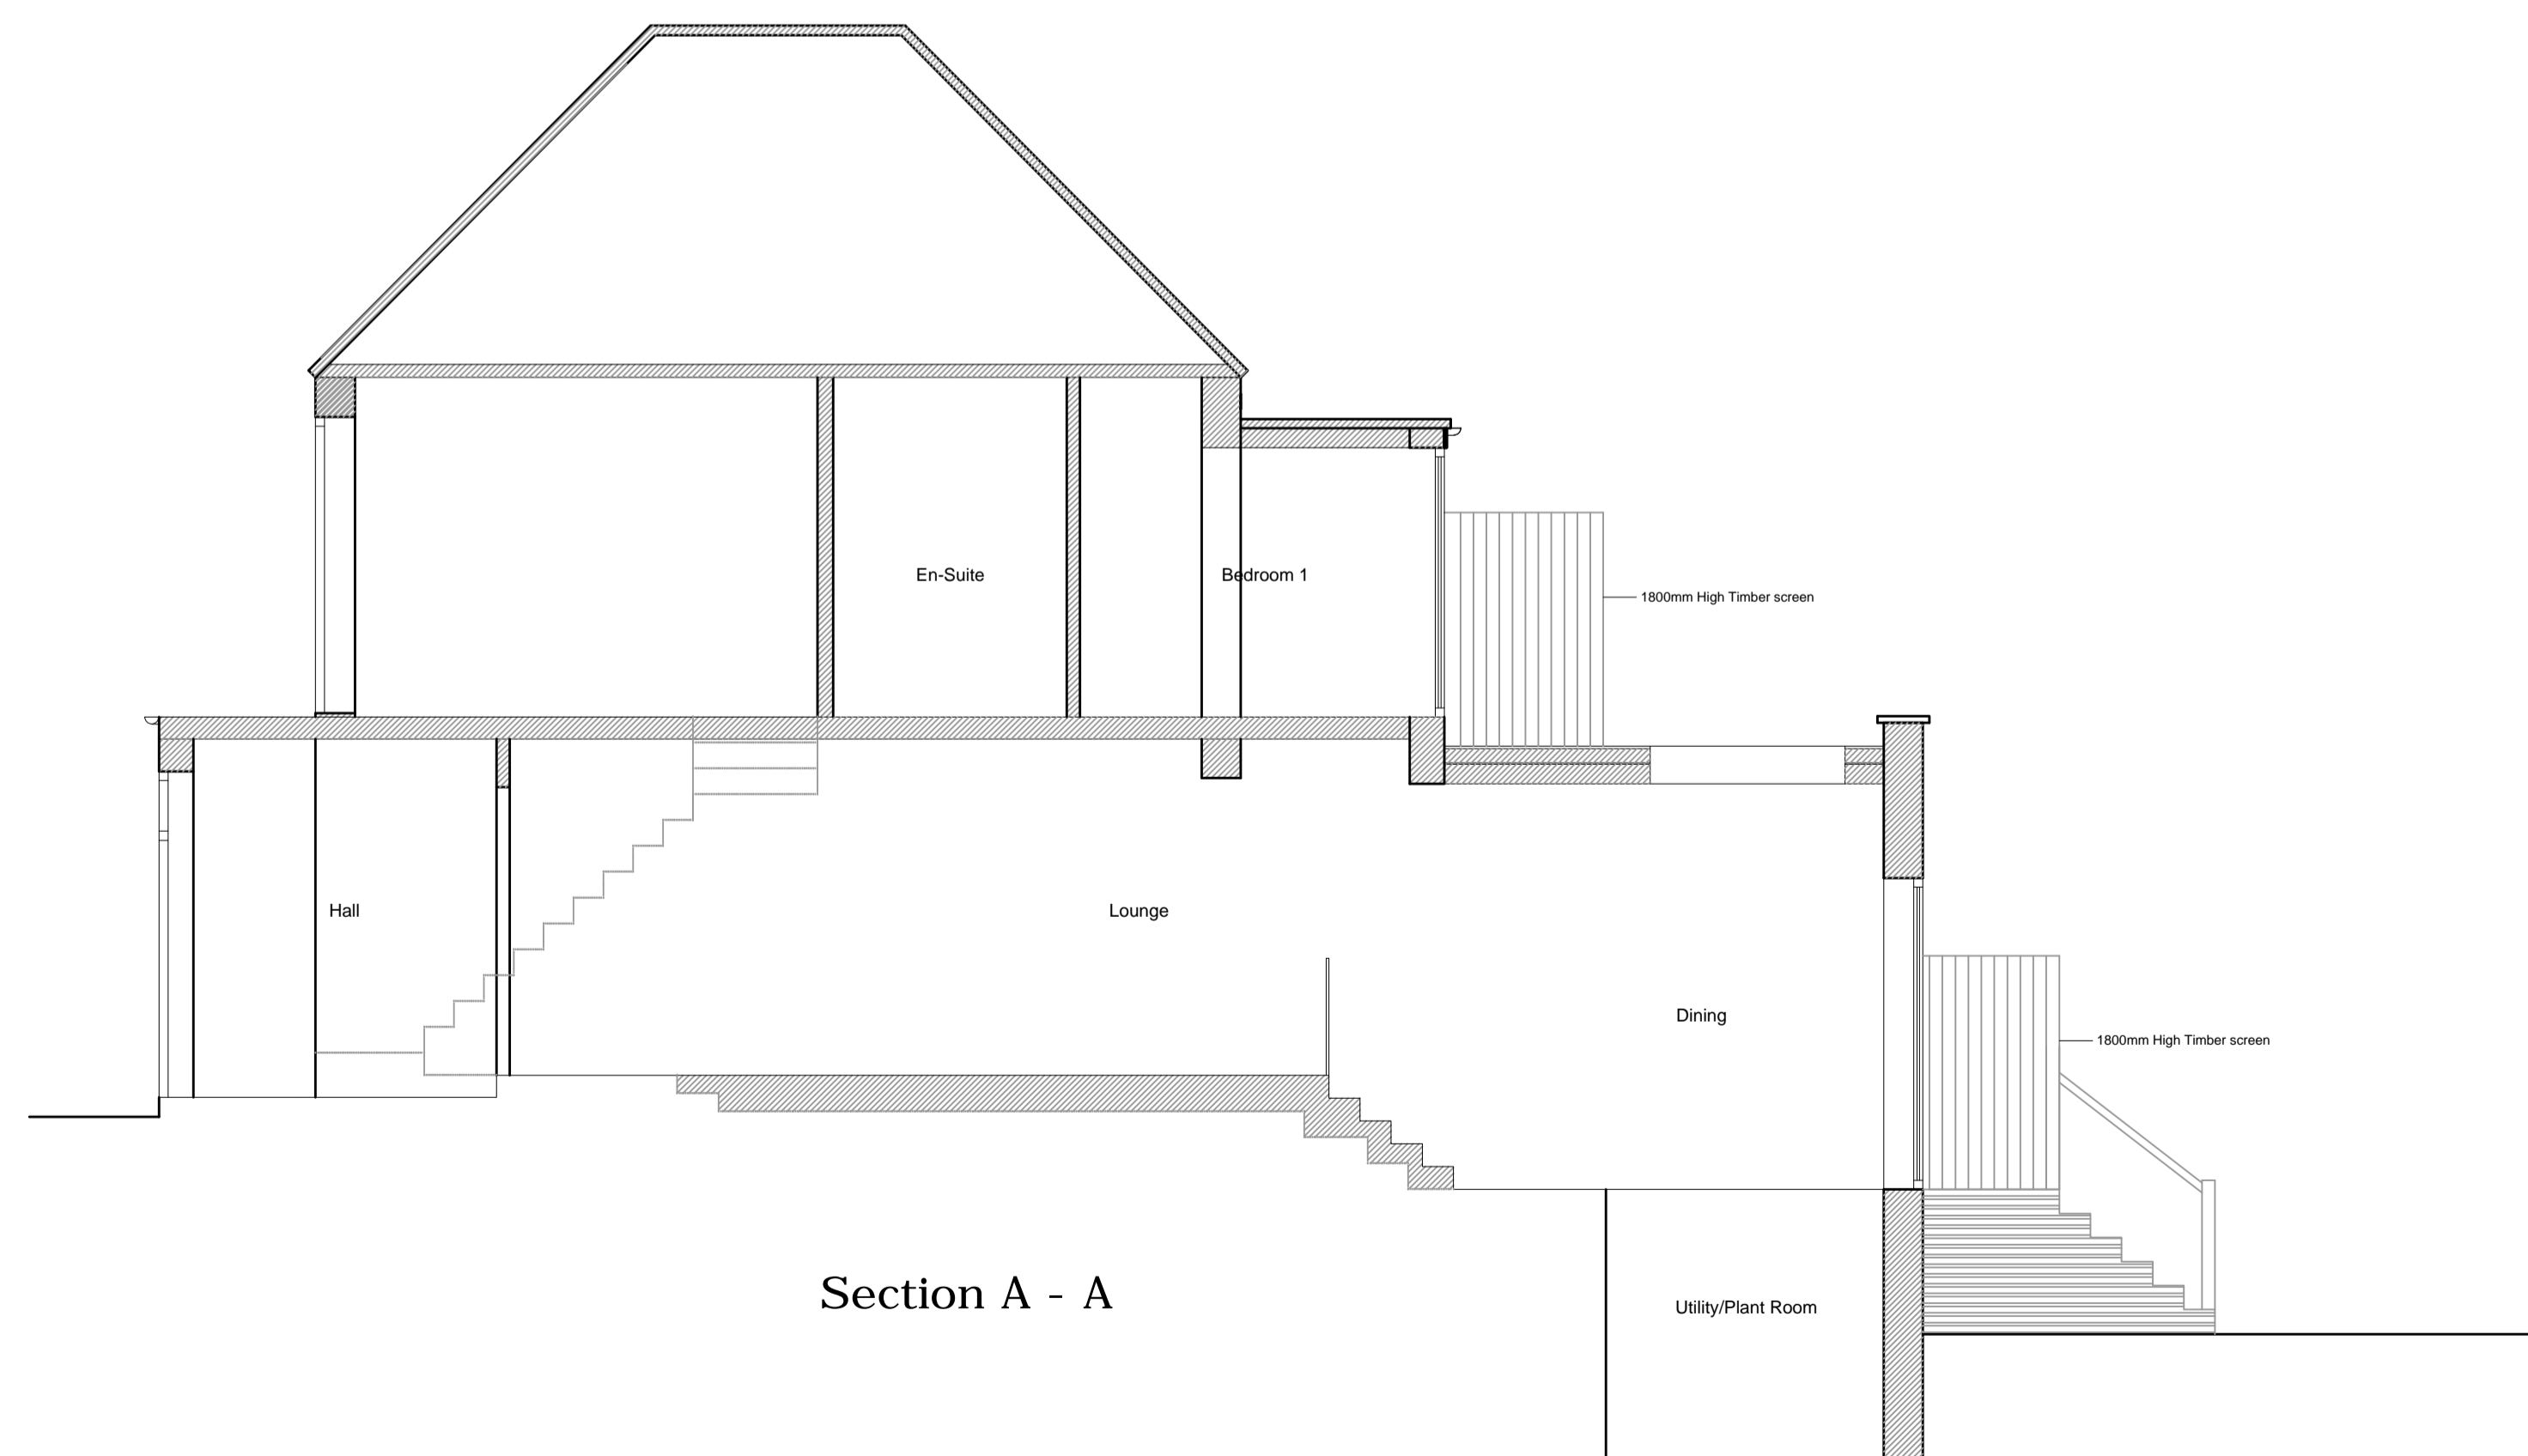 En-Suite
Bedroom 1
1800mm High Timber screen
Hall
Lounge
Dining
1800mm High Timber screen
Section A - A
Utility/Plant Room